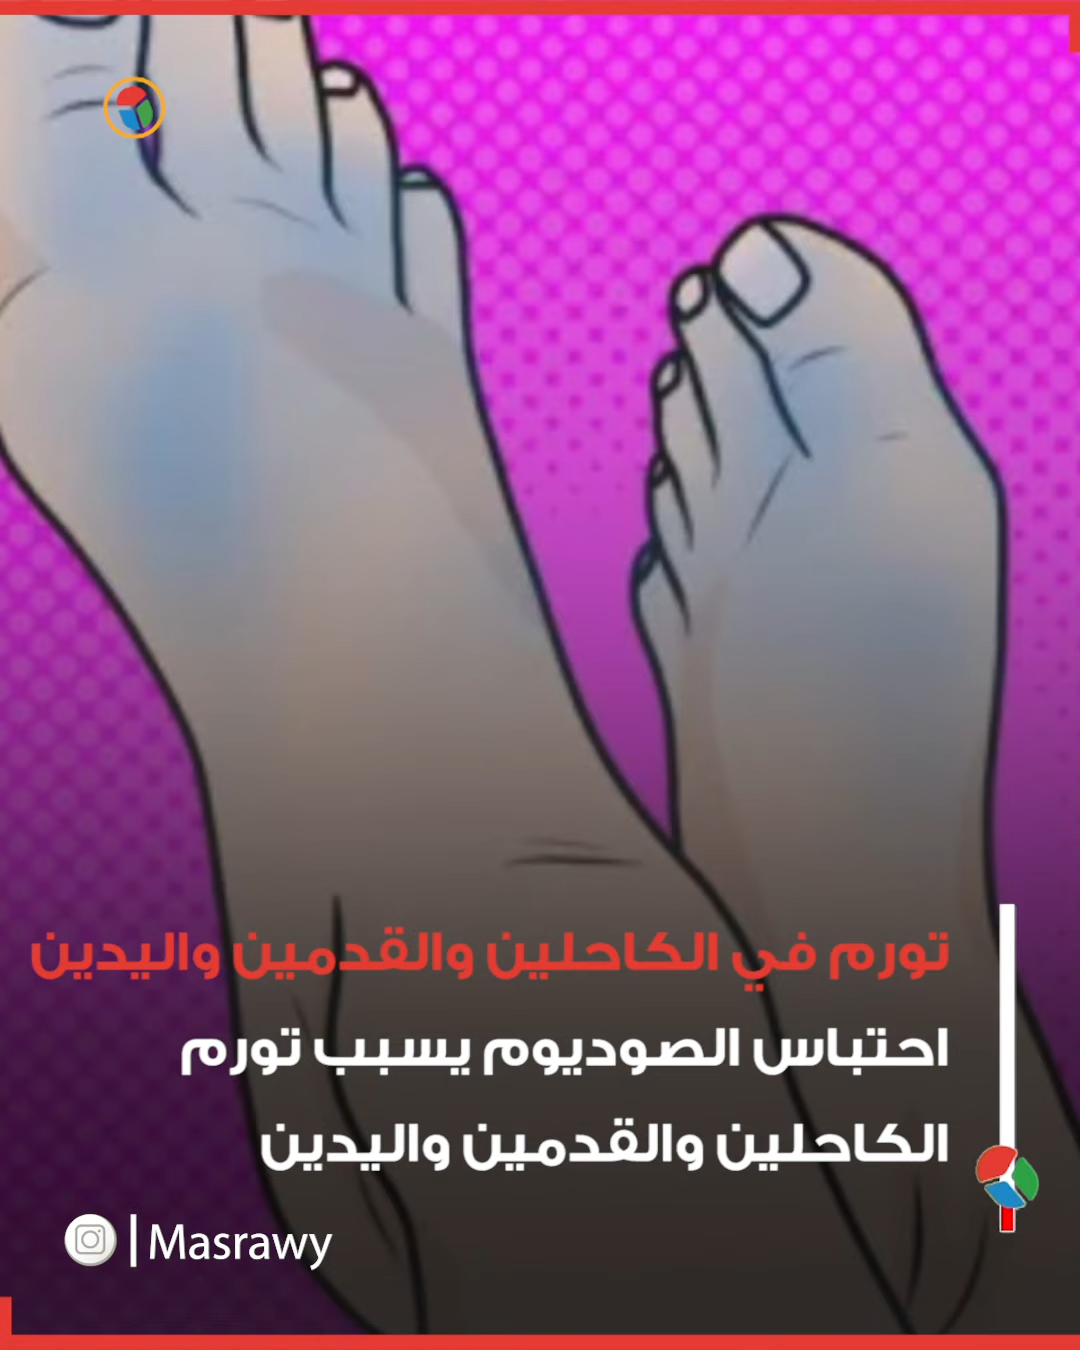 تورم في الكاحلين والقدمين واليدين
احتباس الصوديوم يسبب تورم
الكاحلين والقدمين واليدين
Masrawy